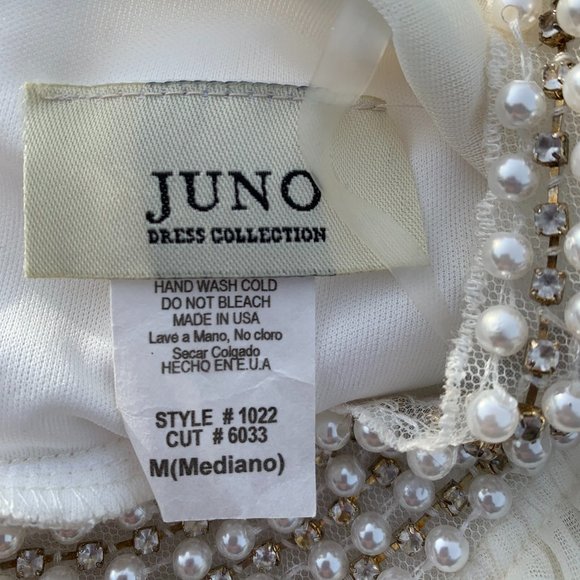 JUNO
DRESS COLLECTION
HAND WASH COLD
DO NOT BLEACH
MADE IN USA
Lave a Mano, No cloro
Secar Colgado
HECHO EN E.U.A
STYLE # 1022
CUT # 6033
M(Mediano)